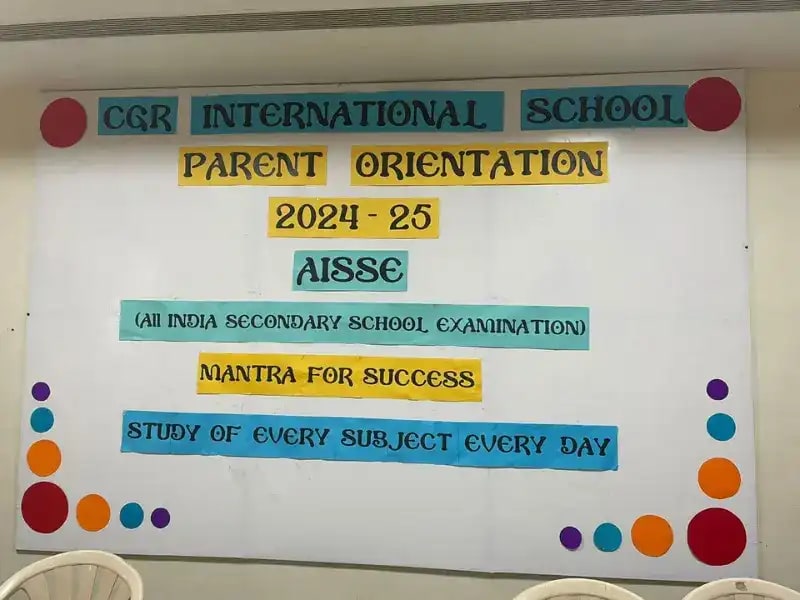 CGR INTERNATIONAL SCHOOL
PARENT ORIENTATION
2024 - 25
AISSE
(All INDIA SECONDARY SCHOOL EXAMINATION)
MANTRA FOR SUCCESS
STUDY OF EVERY SUBJECT EVERY DAY